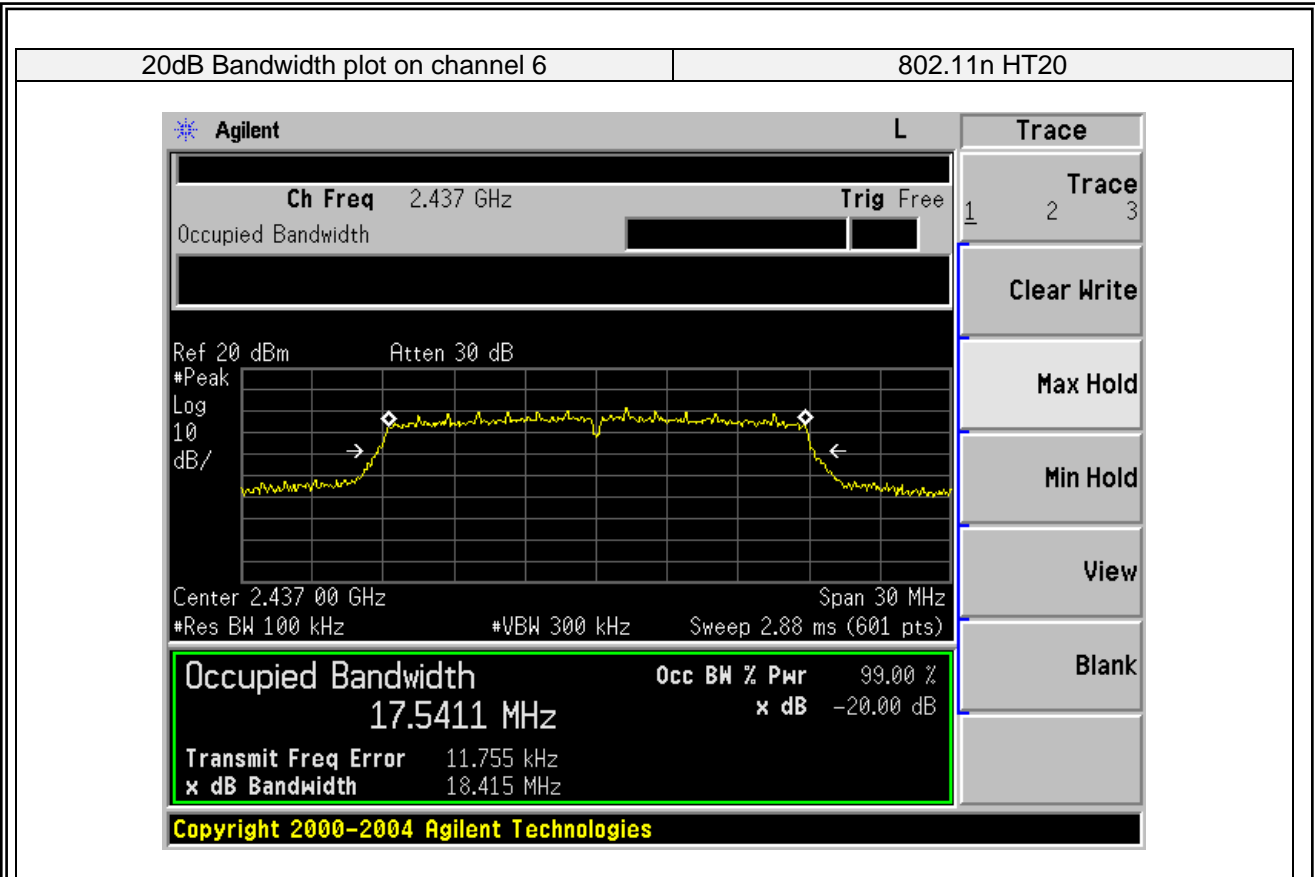 20dB Bandwidth plot on channel 6 802.11n HT20
Agilent L Trace
Ch Freq 2.437 GHz Trig Free
Occupied Bandwidth
Trace
1 2 3
Clear Write
Max Hold
Min Hold
View
Blank
Ref 20 dBm Atten 30 dB
#Peak
Log
10
dB/
Center 2.437 00 GHz Span 30 MHz
#Res BW 100 kHz #VBW 300 kHz Sweep 2.88 ms (601 pts)
Occupied Bandwidth Occ BW % Pwr 99.00 %
17.5411 MHz x dB -20.00 dB
Transmit Freq Error 11.755 kHz
x dB Bandwidth 18.415 MHz
Copyright 2000-2004 Agilent Technologies